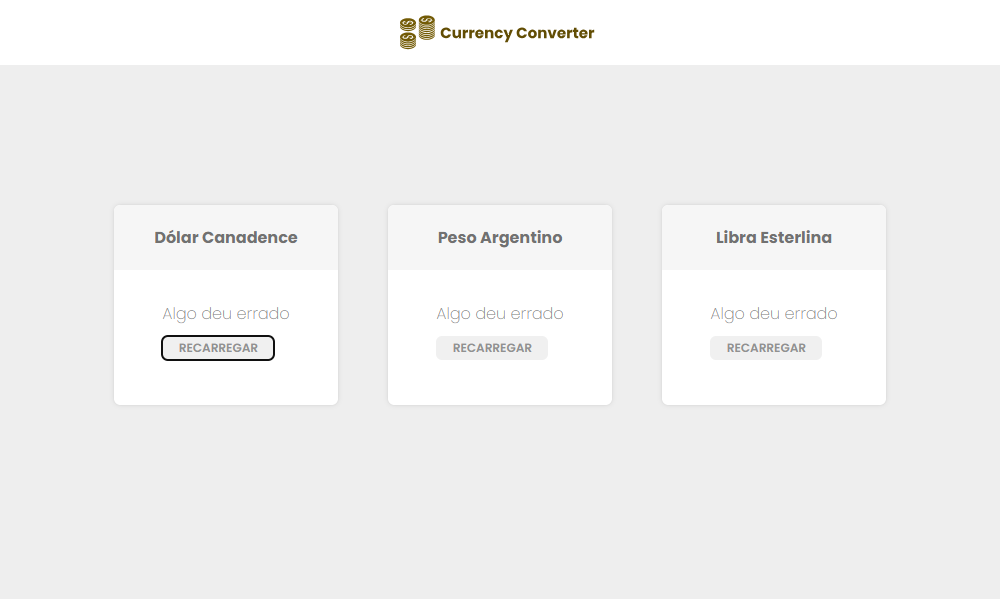 Currency Converter
Dólar Canadence
Algo deu errado
RECARREGAR
Peso Argentino
Algo deu errado
RECARREGAR
Libra Esterlina
Algo deu errado
RECARREGAR